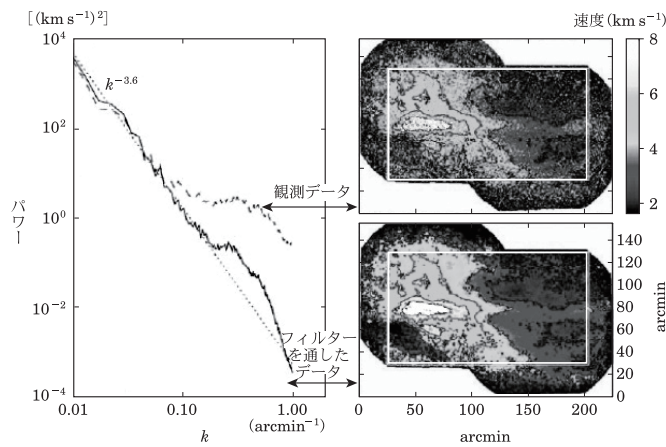 [(km s⁻¹)²]
10⁴
10²
10⁰
10⁻²
10⁻⁴
パワー
k⁻³·⁶
0.01
0.10
1.00
k
(arcmin⁻¹)
観測データ
フィルター
を通した
データ
速度(km s⁻¹)
8
6
4
2
140
120
100
80
60
40
20
0
arcmin
0
50
100
150
200
arcmin